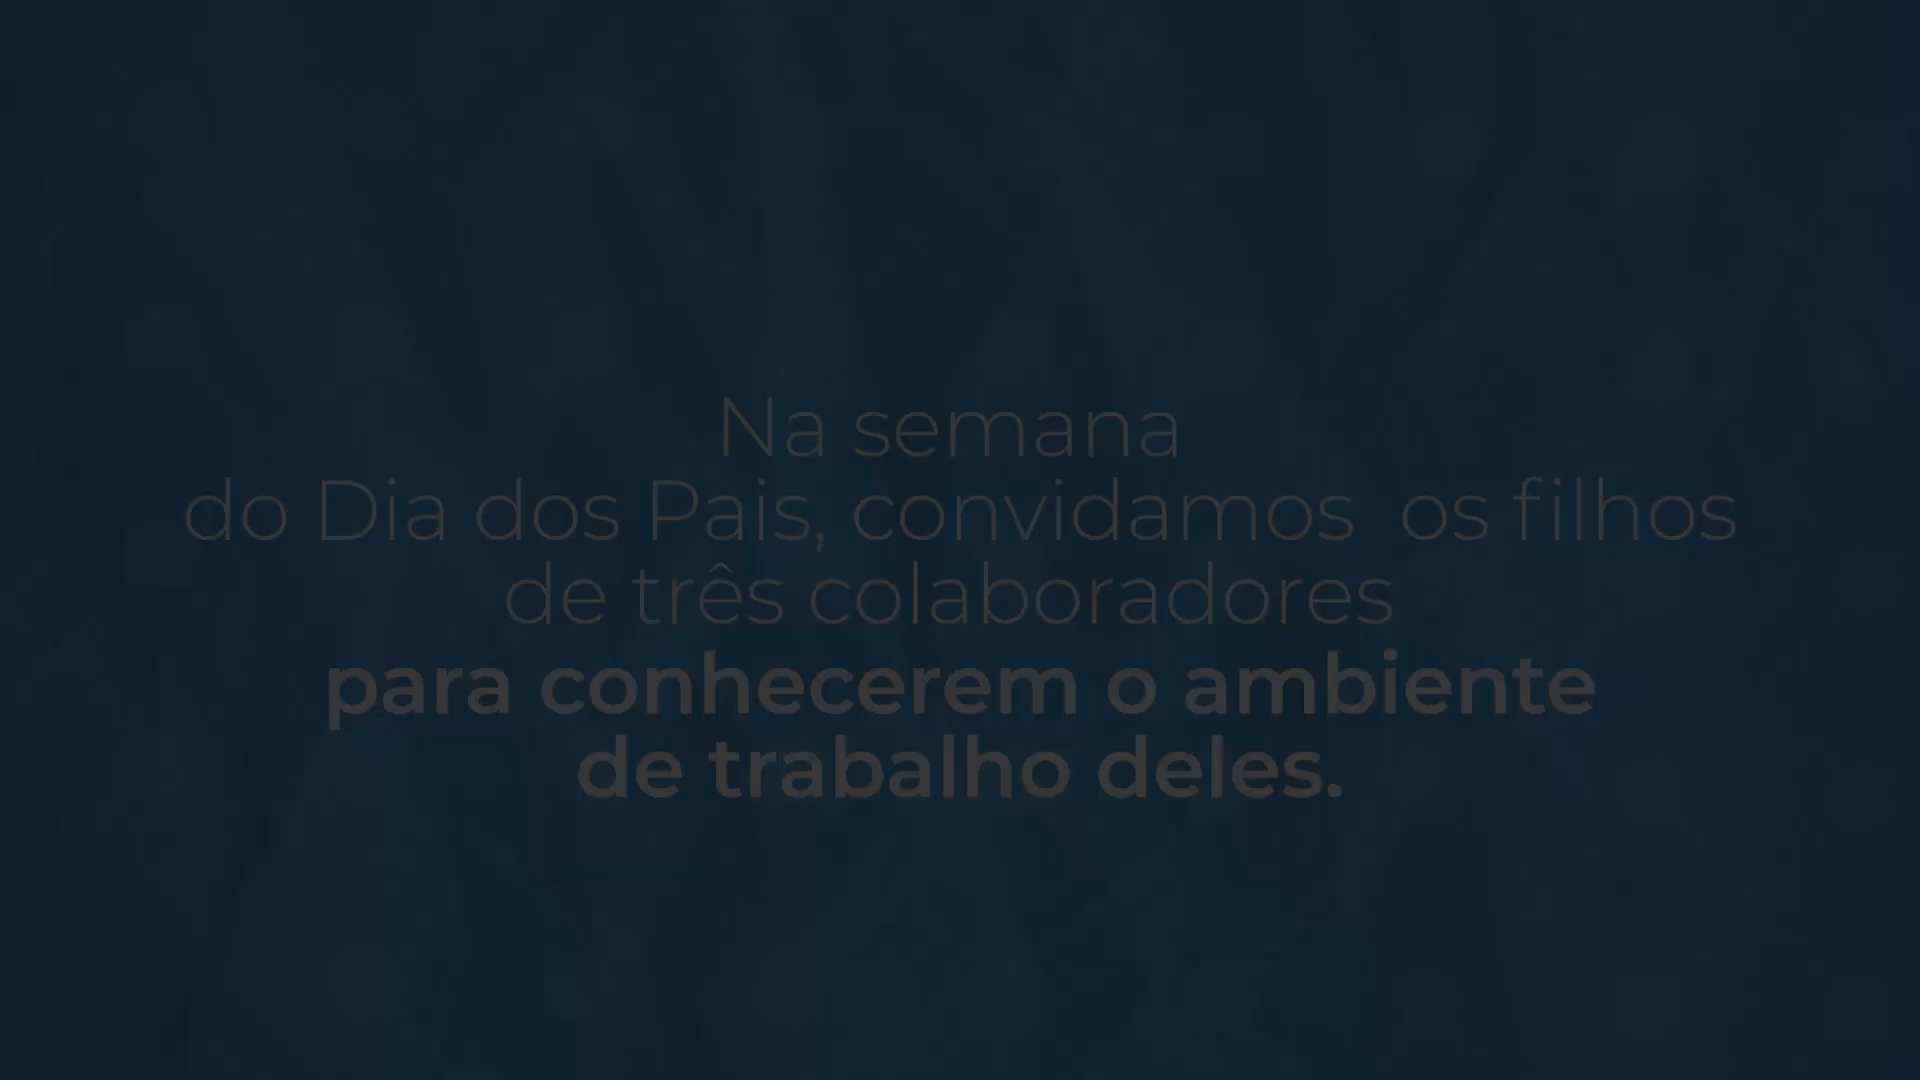 Na semana
do Dia dos Pais, convidamos os filhos
de três colaboradores
para conhecerem o ambiente
de trabalho deles.